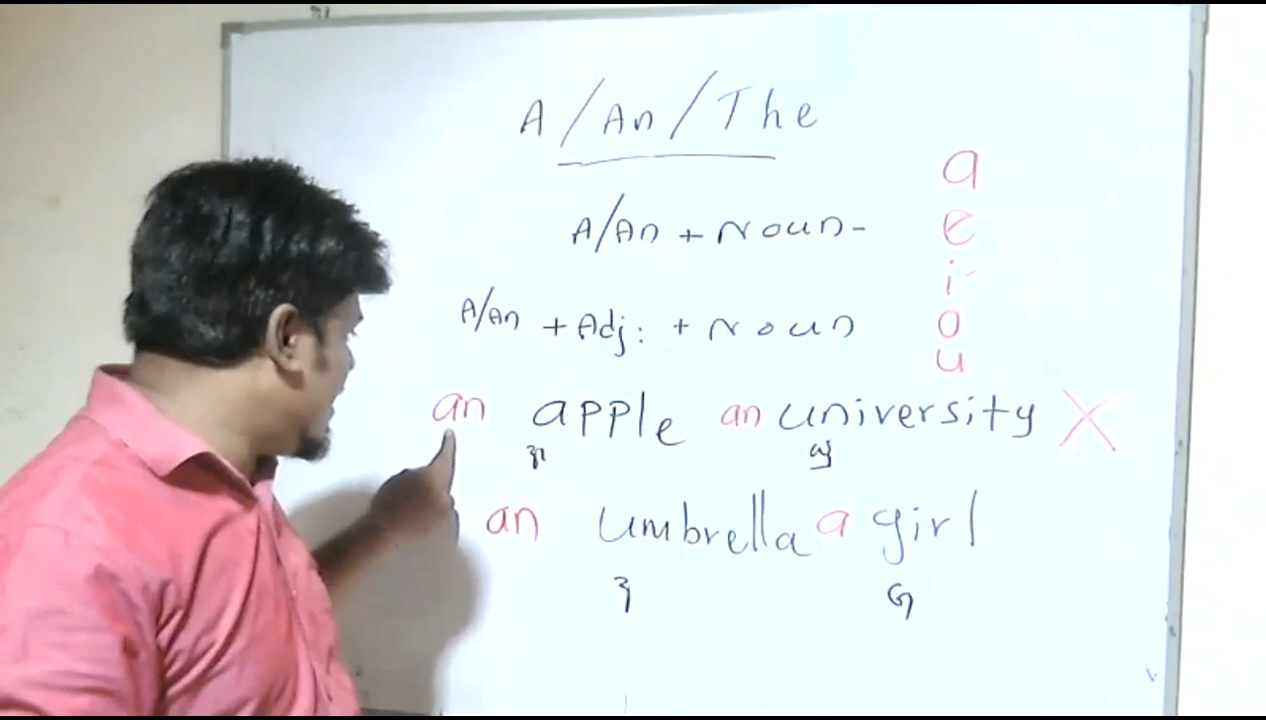 A/An/The
A/An + Noun-
A/An + Adj: + Noun
a
e
i
o
u
an apple an university X
an umbrella a girl